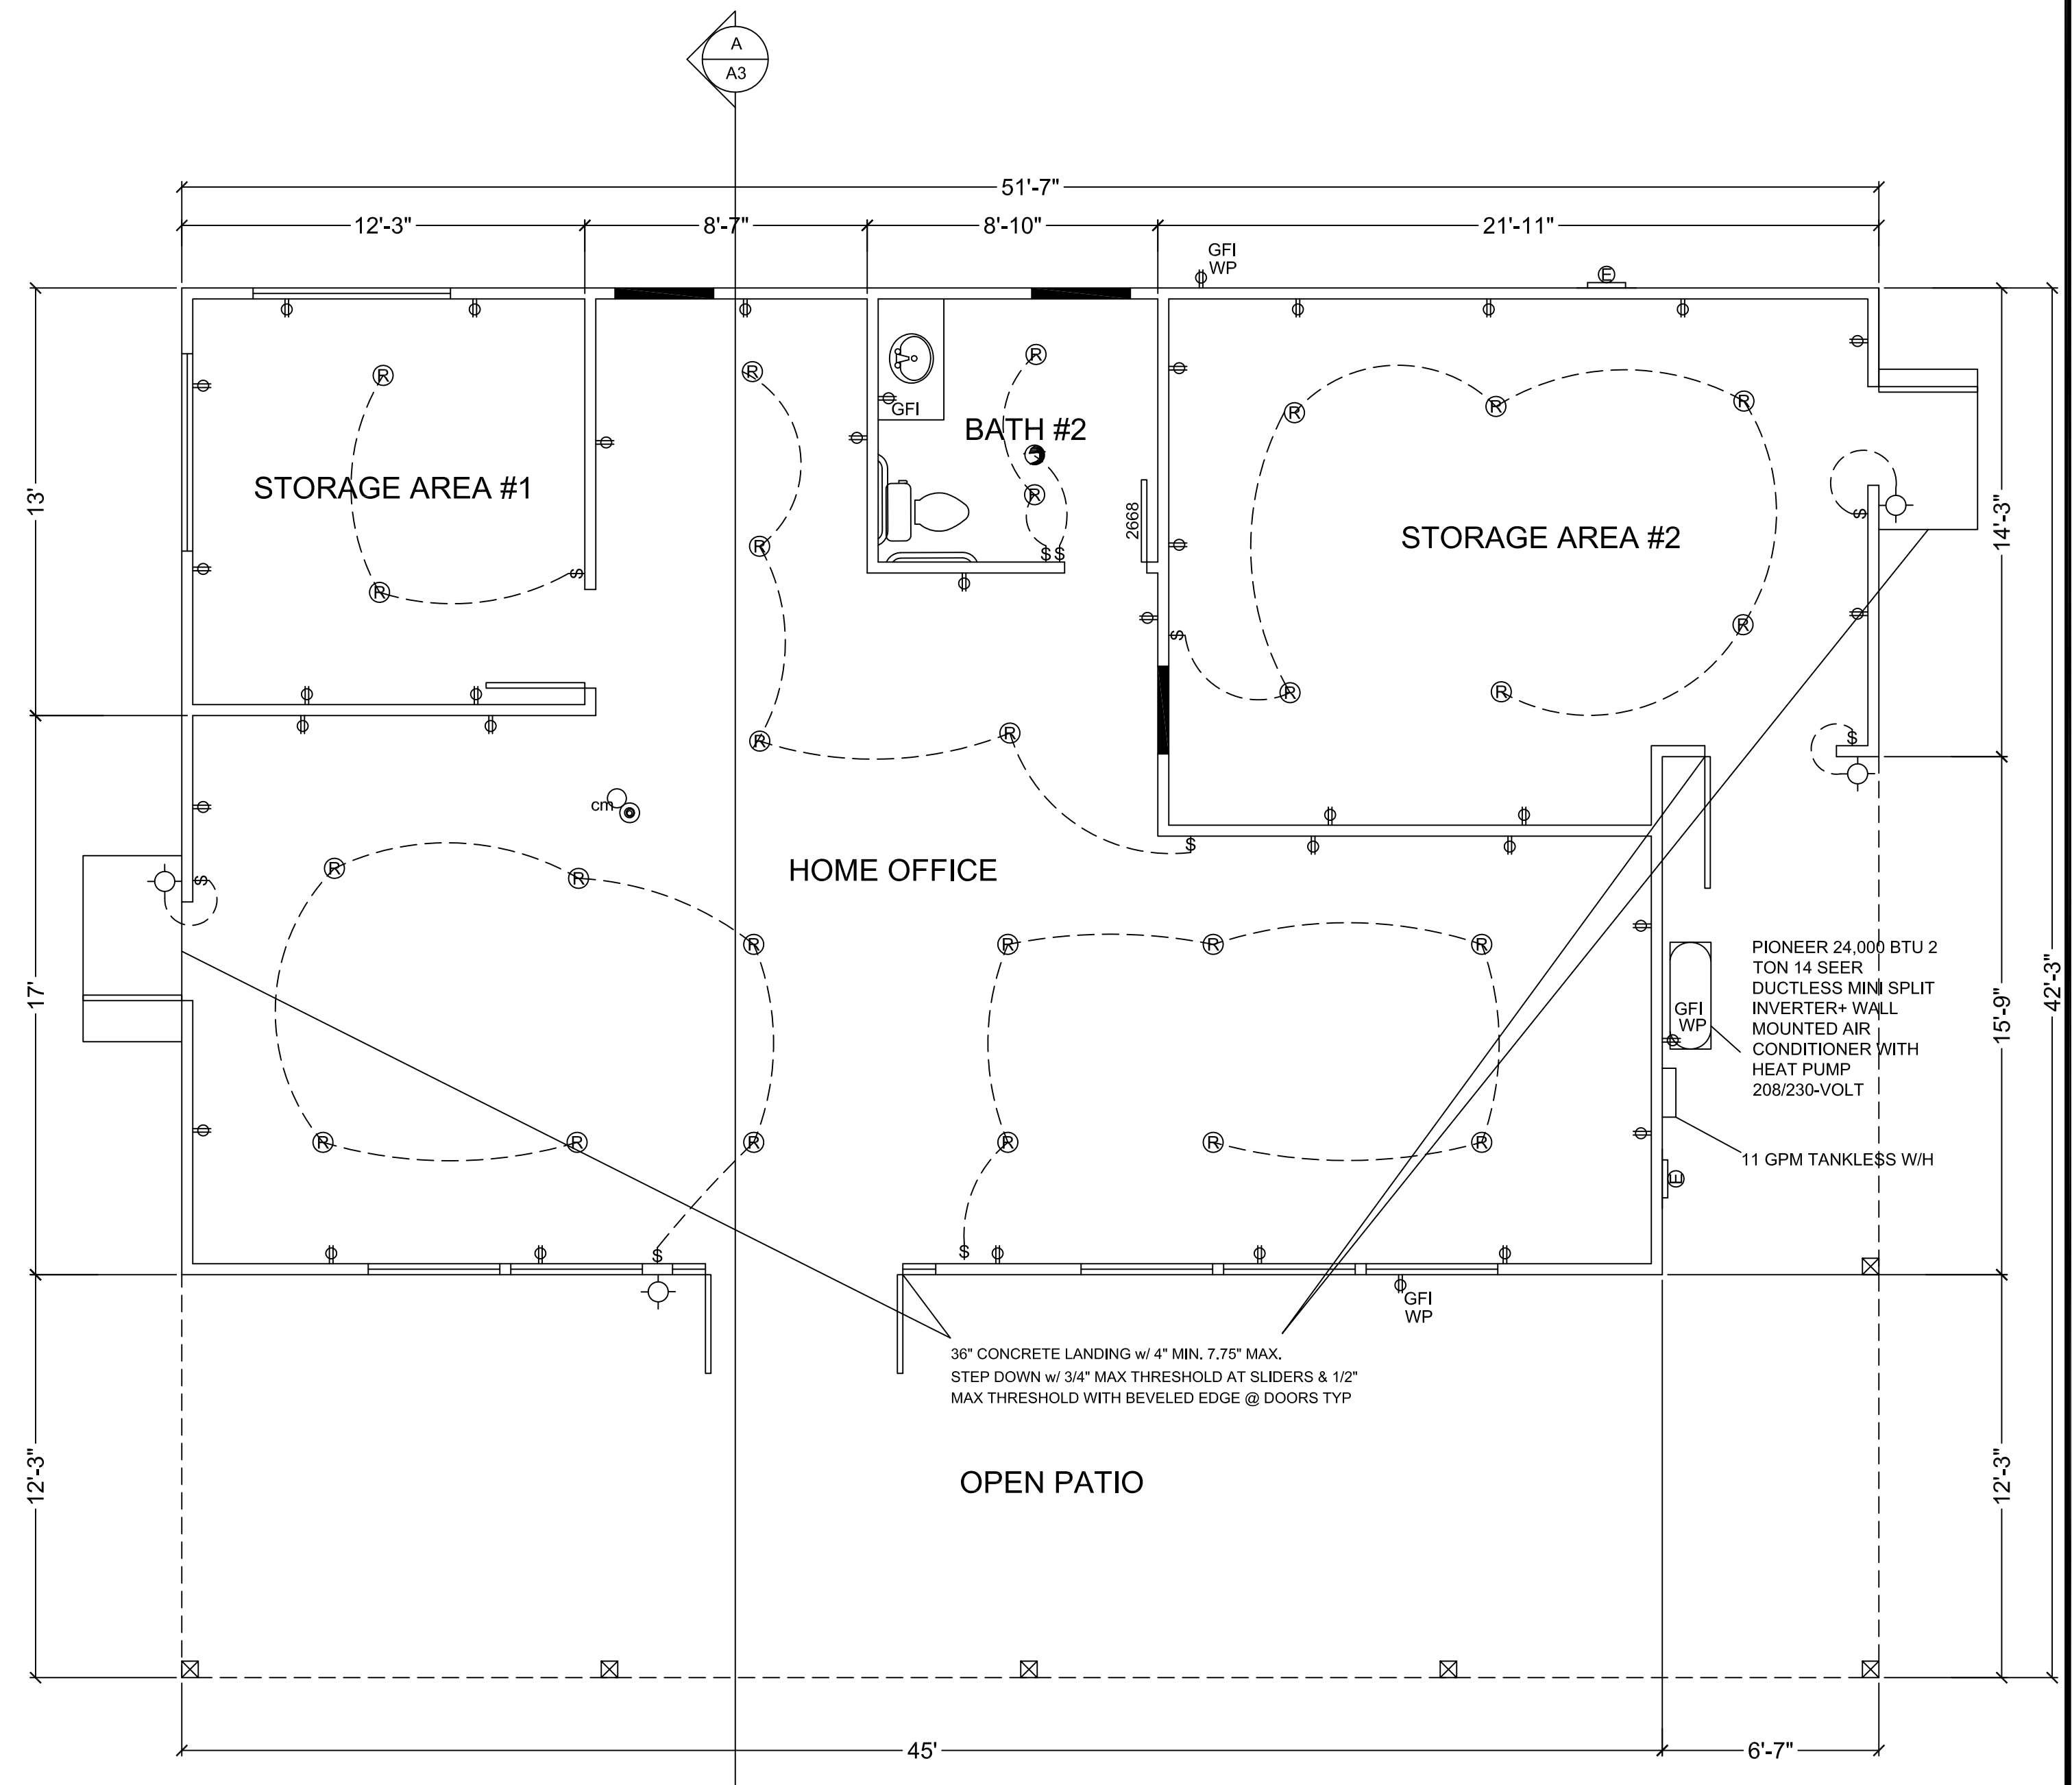 A
A3
51'-7"
12'-3"
8'-7"
8'-10"
21'-11"
GFI
WP
E
R
R
R
GFI
BATH #2
R
R
R
13'
STORAGE AREA #1
R
2668
STORAGE AREA #2
14'-3"
$
R
$$
R
$
R
$
R
R
R
R
R
$
cm
$
HOME OFFICE
R
R
$
R
R
R
R
PIONEER 24,000 BTU 2
TON 14 SEER
DUCTLESS MINI SPLIT
INVERTER+ WALL
MOUNTED AIR
CONDITIONER WITH
HEAT PUMP
208/230-VOLT
GFI
WP
17'
15'-9"
42'-3"
R
R
R
R
R
R
11 GPM TANKLESS W/H
E
$
$
GFI
WP
36" CONCRETE LANDING w/ 4" MIN. 7.75" MAX.
STEP DOWN w/ 3/4" MAX THRESHOLD AT SLIDERS & 1/2"
MAX THRESHOLD WITH BEVELED EDGE @ DOORS TYP
12'-3"
OPEN PATIO
12'-3"
45'
6'-7"